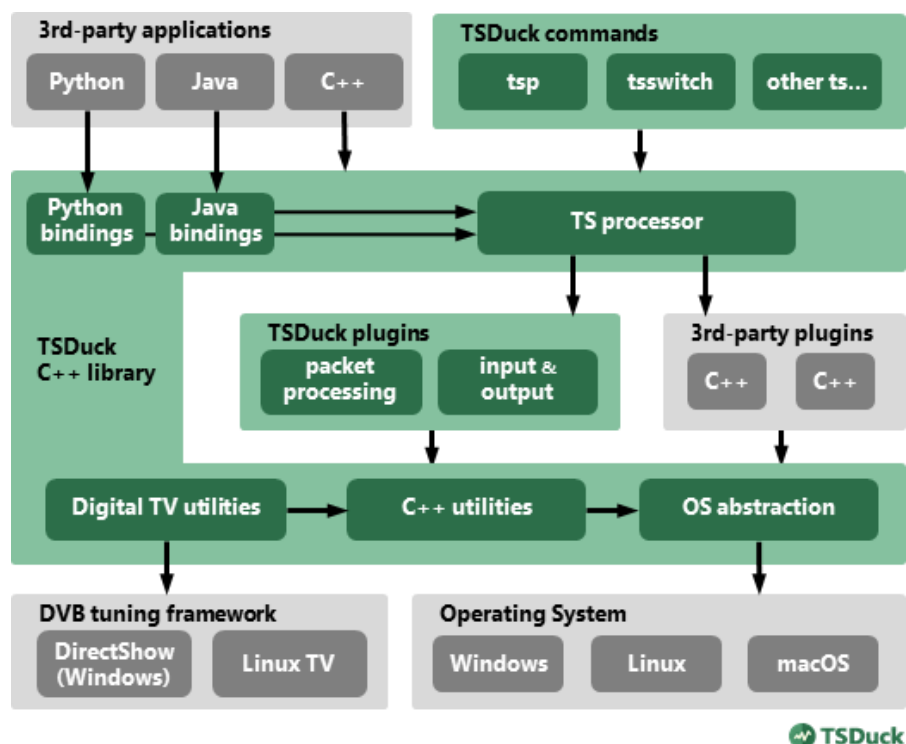 3rd-party applications
Python
Java
C++
TSDuck commands
tsp
tsswitch
other ts...
Python
bindings
Java
bindings
TS processor
TSDuck
C++ library
TSDuck plugins
packet
processing
input &
output
3rd-party plugins
C++
C++
Digital TV utilities
C++ utilities
OS abstraction
DVB tuning framework
DirectShow
(Windows)
Linux TV
Operating System
Windows
Linux
macOS
TSDuck